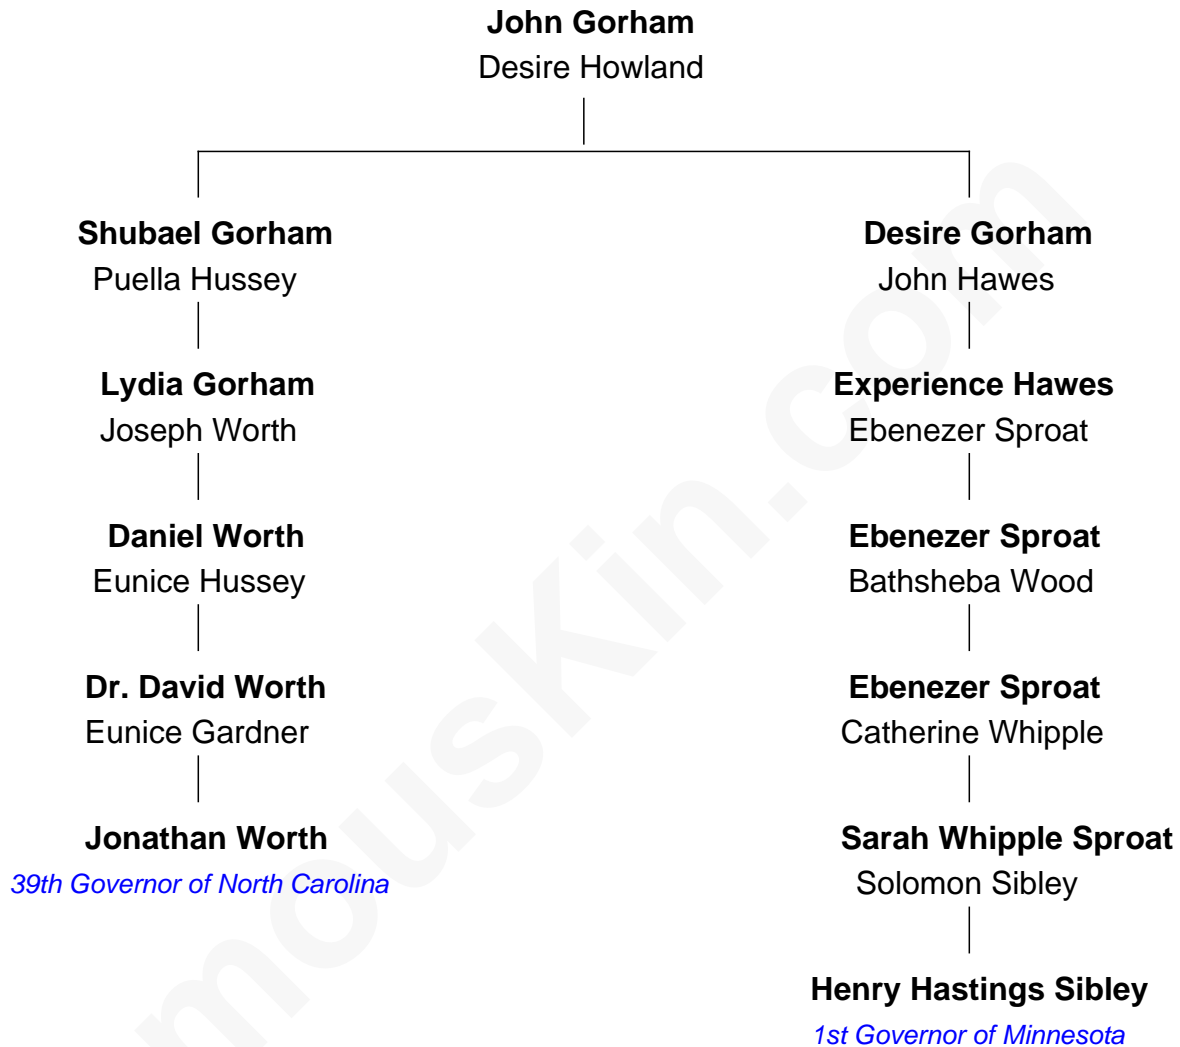 John Gorham
Desire Howland
Shubael Gorham
Puella Hussey
Desire Gorham
John Hawes
Lydia Gorham
Joseph Worth
Experience Hawes
Ebenezer Sproat
Daniel Worth
Eunice Hussey
Ebenezer Sproat
Bathsheba Wood
Dr. David Worth
Eunice Gardner
Ebenezer Sproat
Catherine Whipple
Jonathan Worth
39th Governor of North Carolina
Sarah Whipple Sproat
Solomon Sibley
Henry Hastings Sibley
1st Governor of Minnesota
mouskin.com